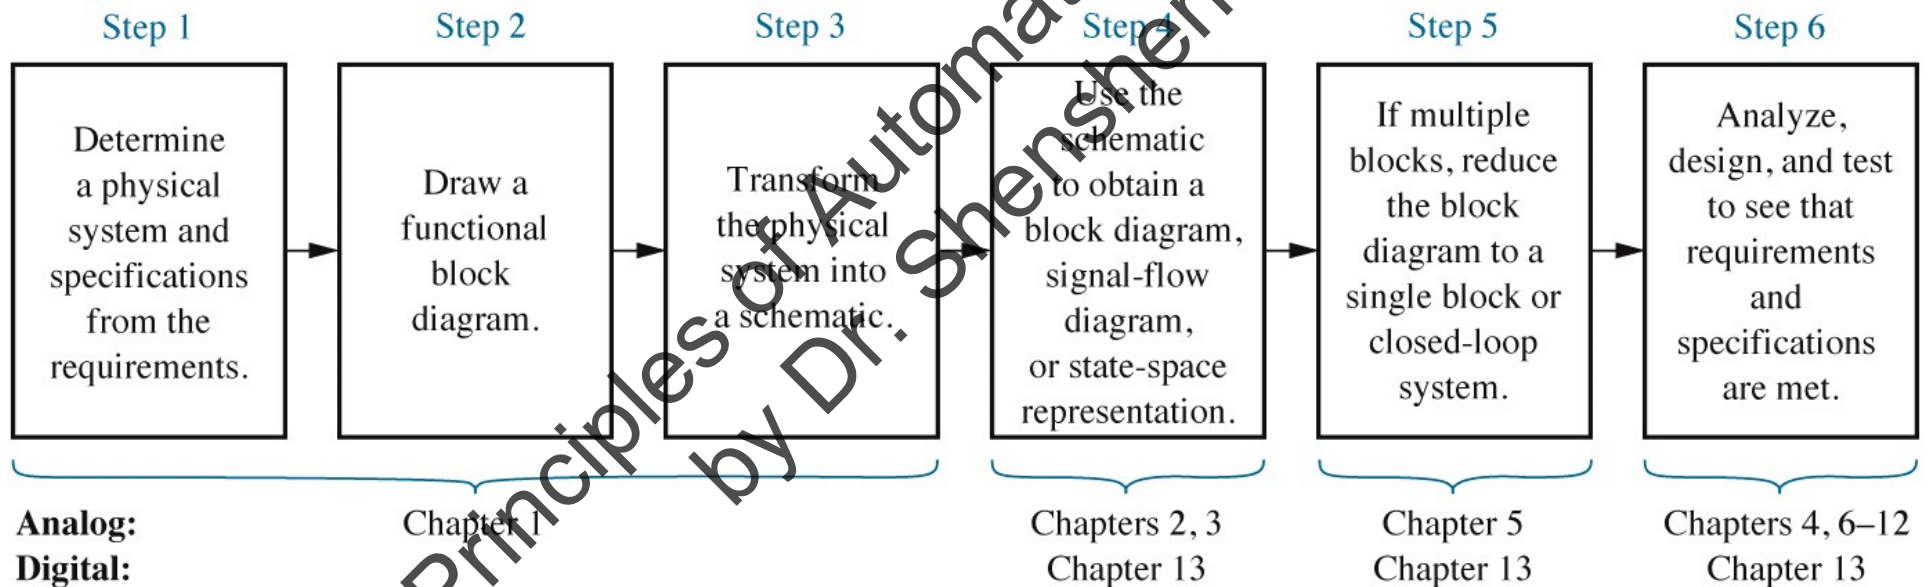 Step 1
Determine
a physical
system and
specifications
from the
requirements.
Step 2
Draw a
functional
block
diagram.
Step 3
Transform
the physical
system into
a schematic.
Step 4
Use the
schematic
to obtain a
block diagram,
signal-flow
diagram,
or state-space
representation.
Step 5
If multiple
blocks, reduce
the block
diagram to a
single block or
closed-loop
system.
Step 6
Analyze,
design, and test
to see that
requirements
and
specifications
are met.
Analog: Chapter 1 Chapters 2, 3 Chapter 5 Chapters 4, 6–12
Digital: Chapter 13 Chapter 13 Chapter 13
Principles of
by Dr.